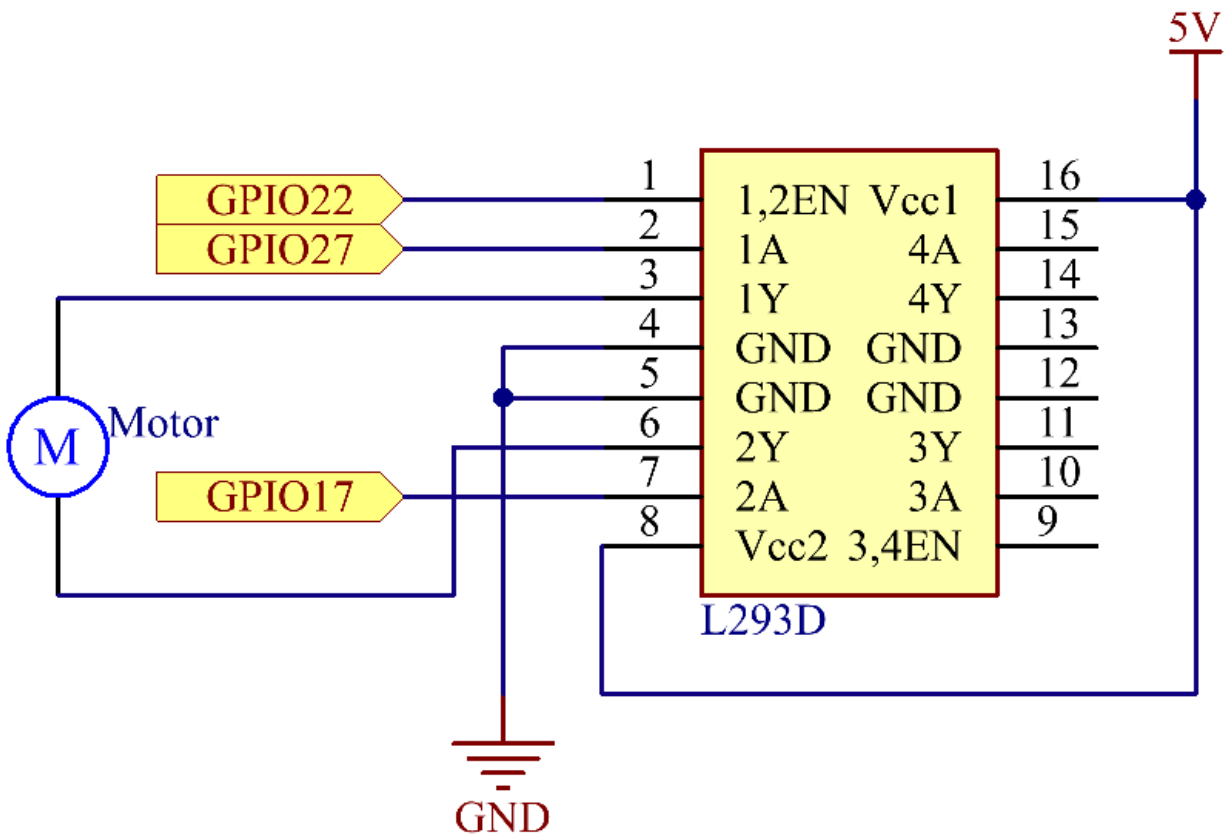 5V
GPIO22 1 1,2EN Vcc1 16
GPIO27 2 1A 4A 15
3 1Y 4Y 14
4 GND GND 13
5 GND GND 12
M Motor 6 2Y 3Y 11
GPIO17 7 2A 3A 10
8 Vcc2 3,4EN 9
L293D
GND